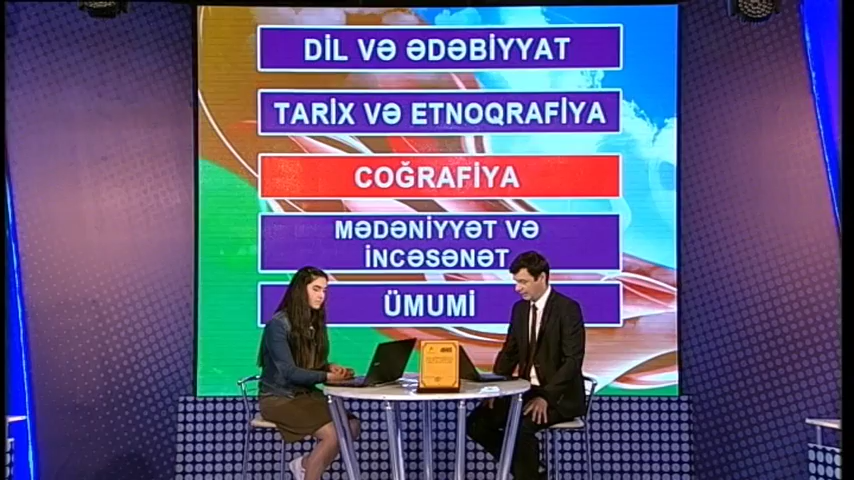 DİL VƏ ƏDƏBİYYAT
TARİX VƏ ETNOQRAFİYA
COĞRAFİYA
MƏDƏNİYYƏT VƏ
İNCƏSƏNƏT
ÜMUMİ